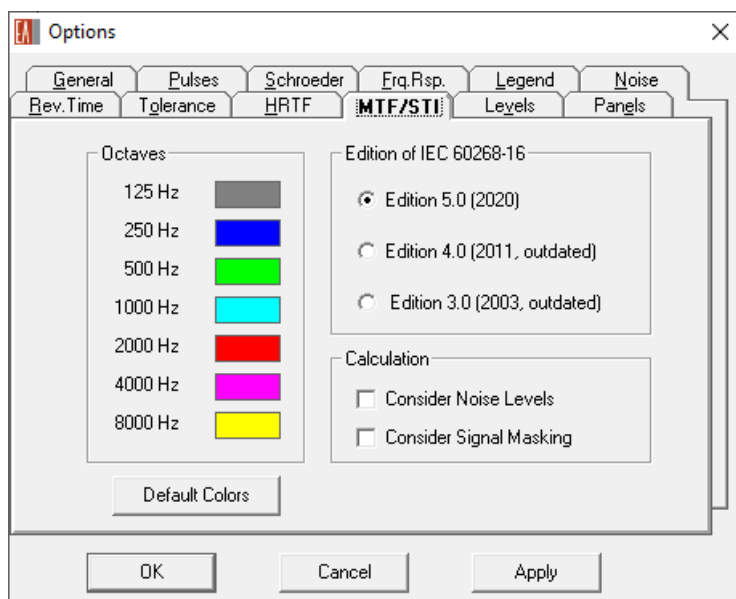 EA Options
General Pulses Schroeder Frq.Rsp. Legend Noise
Rev.Time Tolerance HRTF MTF/STI Levels Panels
Octaves
125 Hz
250 Hz
500 Hz
1000 Hz
2000 Hz
4000 Hz
8000 Hz
Default Colors
Edition of IEC 60268-16
Edition 5.0 (2020)
Edition 4.0 (2011, outdated)
Edition 3.0 (2003, outdated)
Calculation
Consider Noise Levels
Consider Signal Masking
OK Cancel Apply